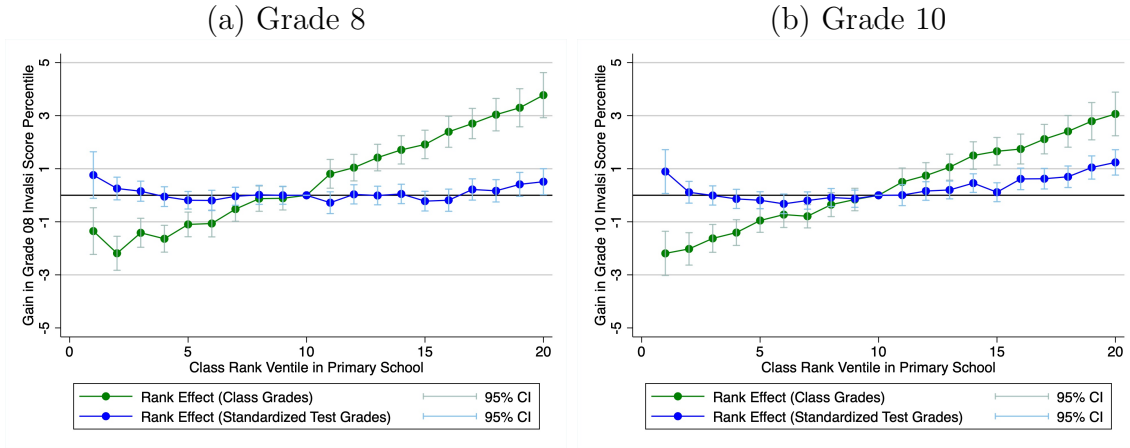 (a) Grade 8
Gain in Grade 08 Invalsi Score Percentile
5
3
1
-1
-3
-5
0 5 10 15 20
Class Rank Ventile in Primary School
Rank Effect (Class Grades) 95% CI
Rank Effect (Standardized Test Grades) 95% CI
(b) Grade 10
Gain in Grade 10 Invalsi Score Percentile
5
3
1
-1
-3
-5
0 5 10 15 20
Class Rank Ventile in Primary School
Rank Effect (Class Grades) 95% CI
Rank Effect (Standardized Test Grades) 95% CI